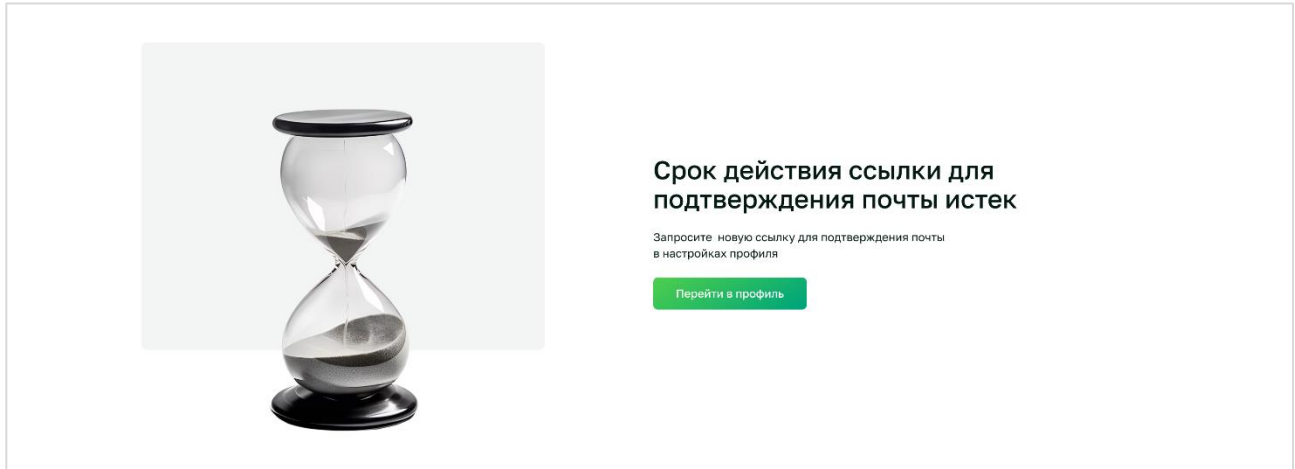 Срок действия ссылки для
подтверждения почты истек
Запросите  новую ссылку для подтверждения почты
в настройках профиля
Перейти в профиль